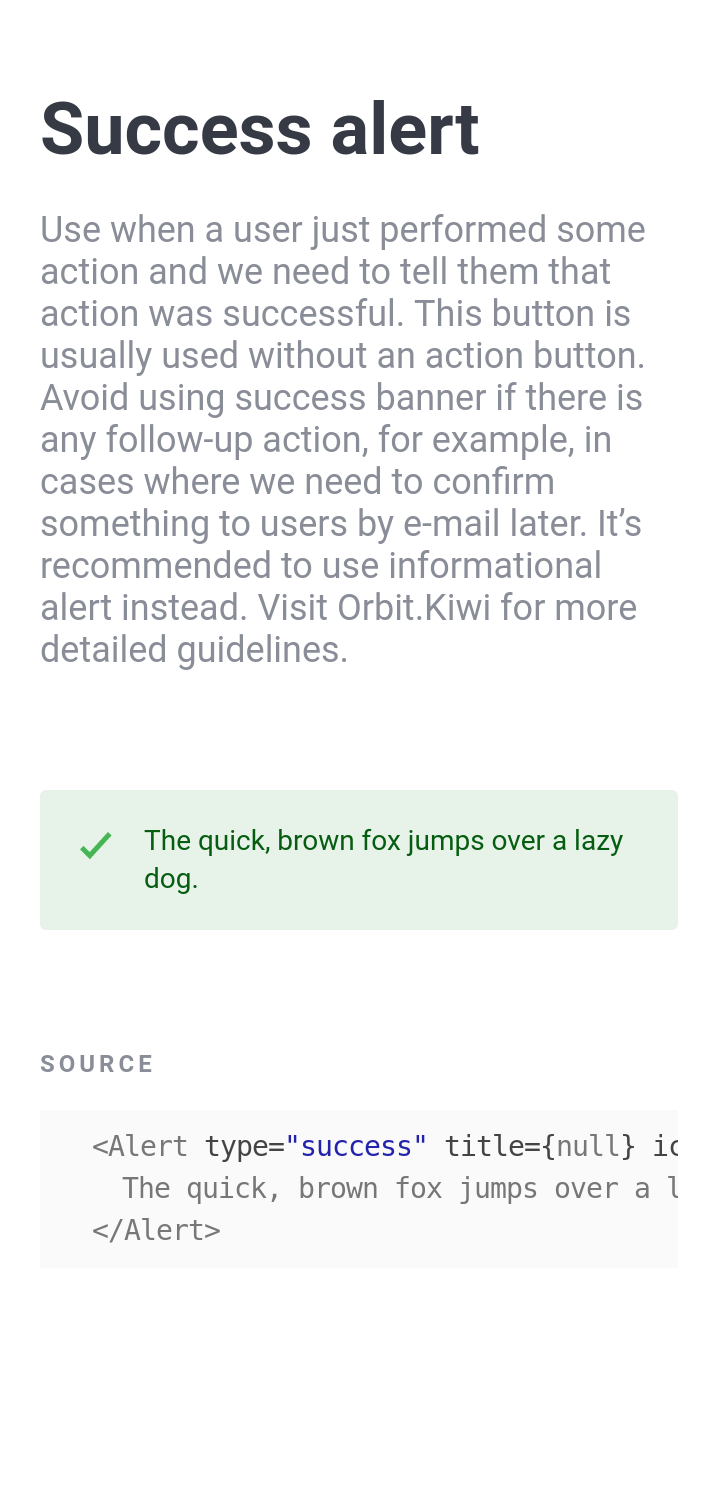 Success alert
Use when a user just performed some
action and we need to tell them that
action was successful. This button is
usually used without an action button.
Avoid using success banner if there is
any follow-up action, for example, in
cases where we need to confirm
something to users by e-mail later. It’s
recommended to use informational
alert instead. Visit Orbit.Kiwi for more
detailed guidelines.
The quick, brown fox jumps over a lazy
dog.
SOURCE
<Alert type="success" title={null}
The quick, brown fox jumps over a
</Alert>